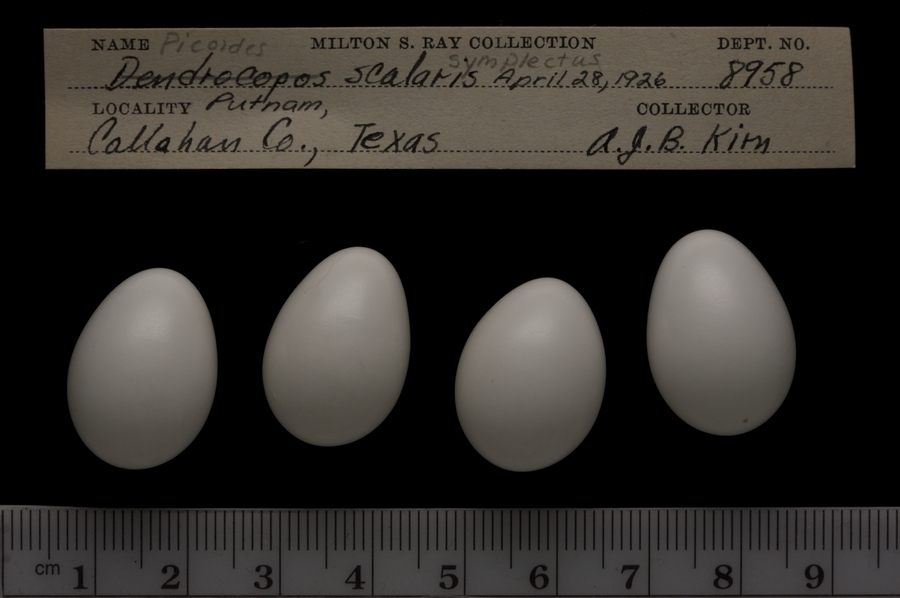 NAME Picoides MILTON S. RAY COLLECTION DEPT. NO.
symplectus
Dendrocopos scalaris April 28, 1926 8958
LOCALITY Putnam, COLLECTOR
Callahan Co., Texas A.J.B. Kirn
cm 1 2 3 4 5 6 7 8 9